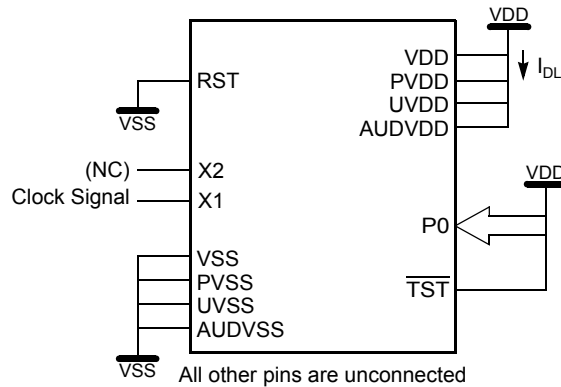 VDD
VDD
I_DL
RST
PVDD
UVDD
VSS
AUDVDD
(NC)
X2
VDD
Clock Signal
X1
P0
VSS
PVSS
TST
UVSS
AUDVSS
VSS
All other pins are unconnected